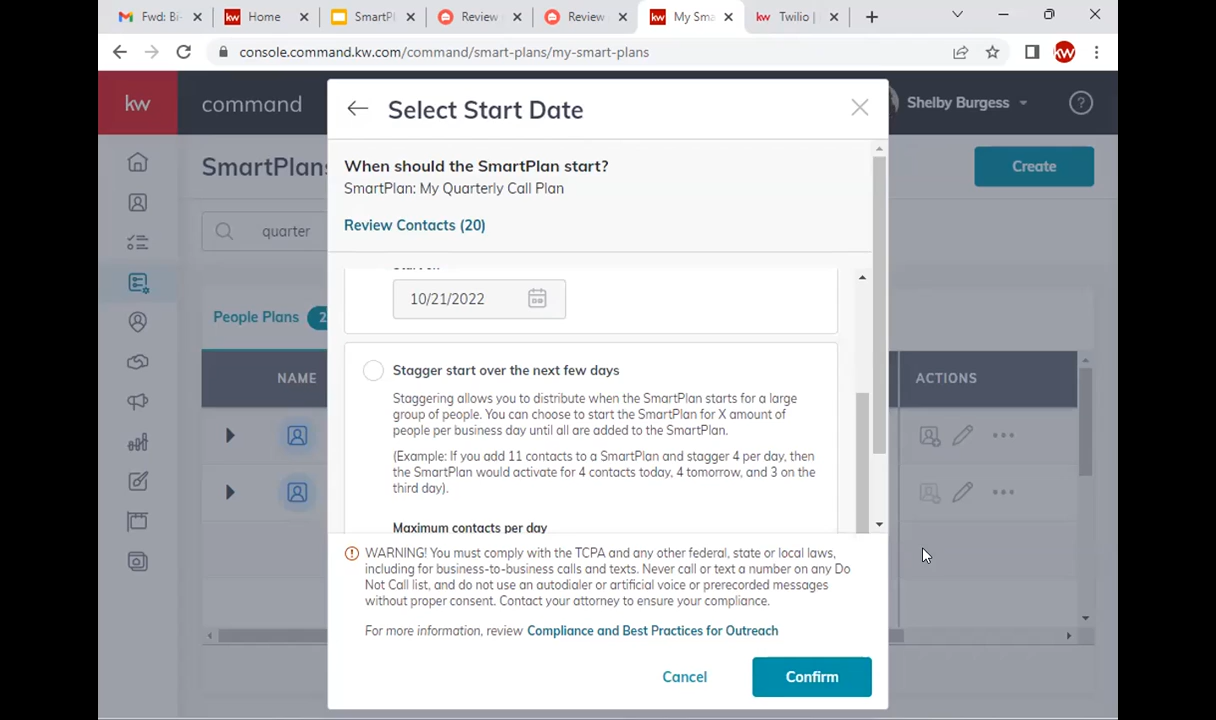 Fwd: Bi-
Home
SmartPl
Review
Review
My Sma
Twilio |
console.command.kw.com/command/smart-plans/my-smart-plans
kw
kw
kw
kw command
Select Start Date
Shelby Burgess
?
SmartPlans
Create
When should the SmartPlan start?
SmartPlan: My Quarterly Call Plan
Review Contacts (20)
quarter
10/21/2022
People Plans 2
Stagger start over the next few days
NAME
ACTIONS
Staggering allows you to distribute when the SmartPlan starts for a large
group of people. You can choose to start the SmartPlan for X amount of
people per business day until all are added to the SmartPlan.
(Example: If you add 11 contacts to a SmartPlan and stagger 4 per day, then
the SmartPlan would activate for 4 contacts today, 4 tomorrow, and 3 on the
third day).
Maximum contacts per day
WARNING! You must comply with the TCPA and any other federal, state or local laws,
including for business-to-business calls and texts. Never call or text a number on any Do
Not Call list, and do not use an autodialer or artificial voice or prerecorded messages
without proper consent. Contact your attorney to ensure your compliance.
For more information, review Compliance and Best Practices for Outreach
Cancel
Confirm